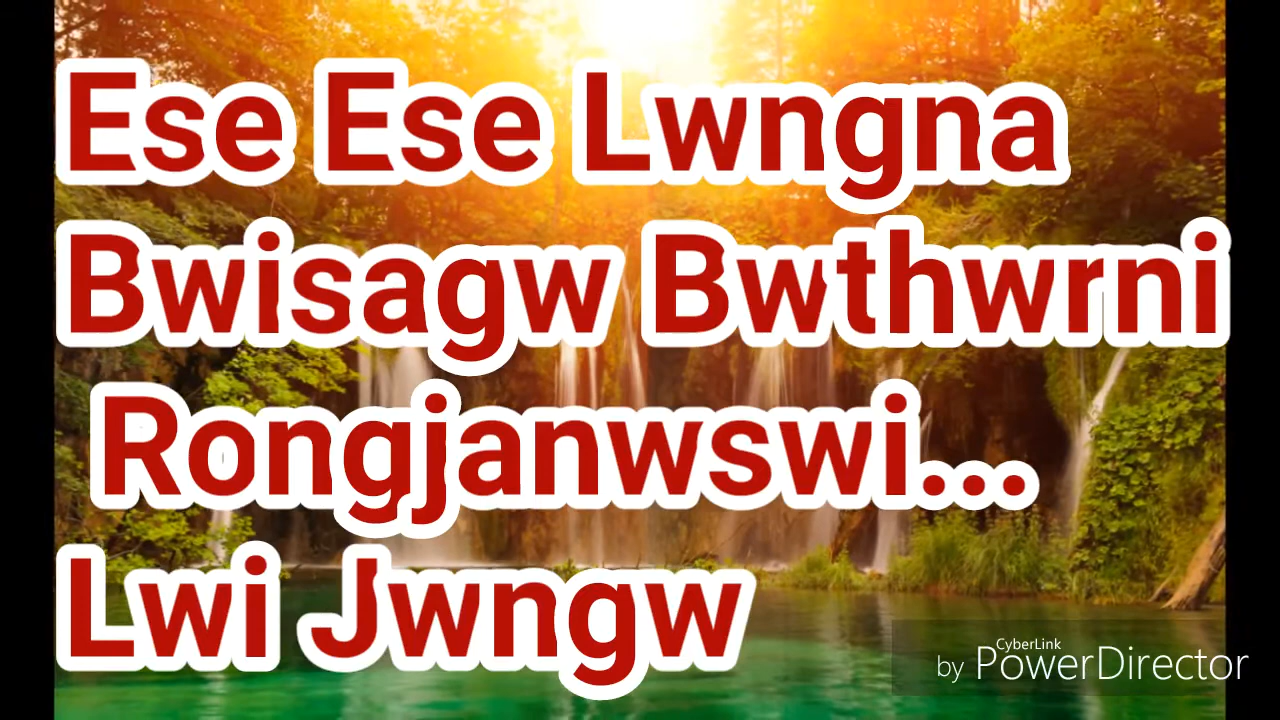 Ese Ese Lwngna
Bwisagw Bwthwrni
Rongjanwswi...
Lwi Jwngw
CyberLink
by PowerDirector